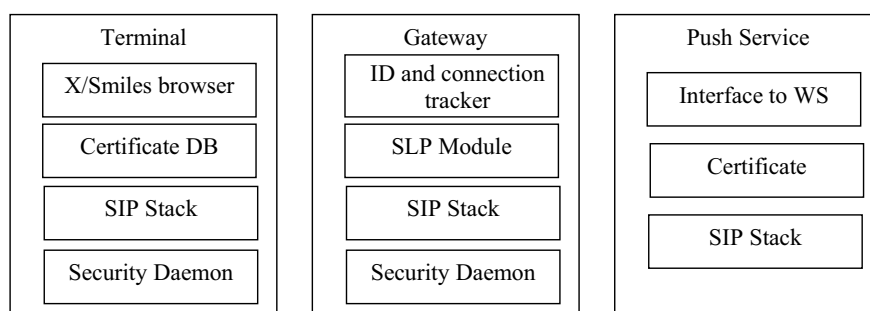 Terminal
X/Smiles browser
Certificate DB
SIP Stack
Security Daemon
Gateway
ID and connection
tracker
SLP Module
SIP Stack
Security Daemon
Push Service
Interface to WS
Certificate
SIP Stack